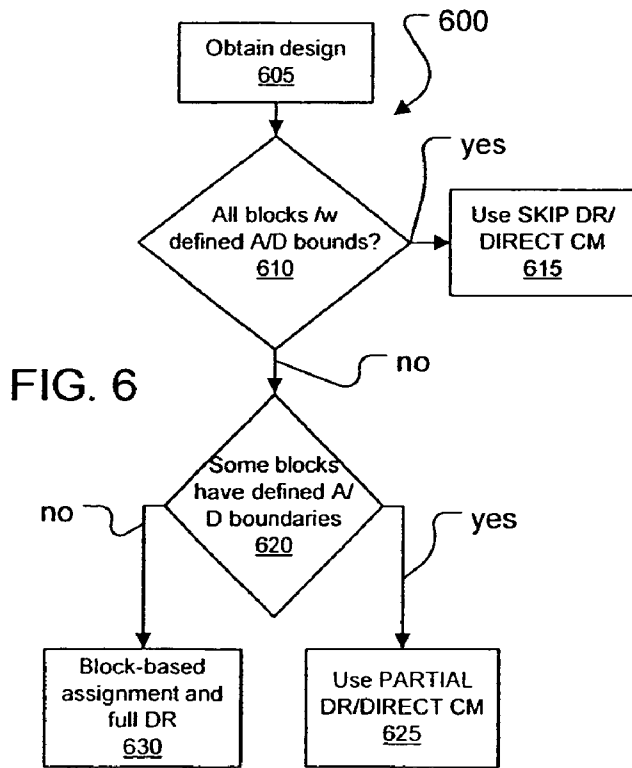 600
Obtain design
605
yes
All blocks /w
defined A/D bounds?
610
Use SKIP DR/
DIRECT CM
615
no
FIG. 6
Some blocks
have defined A/
D boundaries
620
no
yes
Block-based
assignment and
full DR
630
Use PARTIAL
DR/DIRECT CM
625